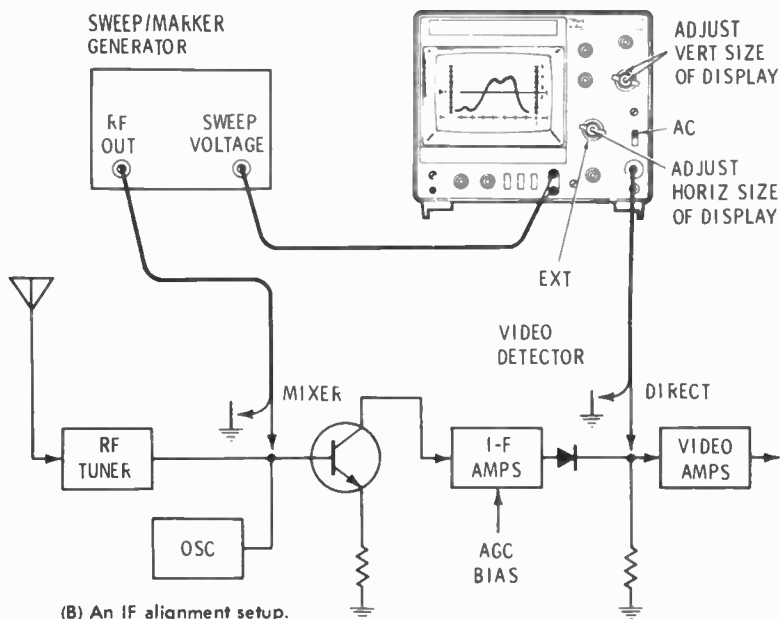 SWEEP/MARKER
GENERATOR
RF
OUT
SWEEP
VOLTAGE
ADJUST
VERT SIZE
OF DISPLAY
AC
ADJUST
HORIZ SIZE
OF DISPLAY
EXT
VIDEO
DETECTOR
MIXER
DIRECT
RF
TUNER
I-F
AMPS
VIDEO
AMPS
OSC
AGC
BIAS
(B) An IF alignment setup.